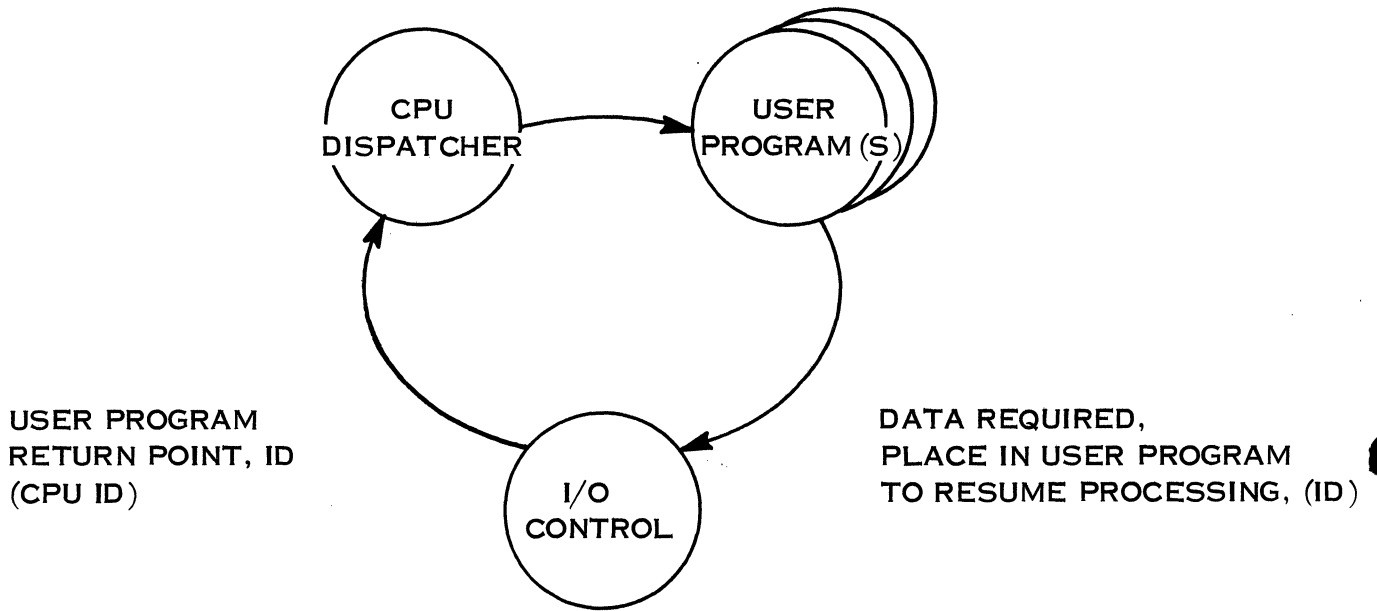 CPU
DISPATCHER
USER
PROGRAM (S)
USER PROGRAM
RETURN POINT, ID
(CPU ID)
DATA REQUIRED,
PLACE IN USER PROGRAM
TO RESUME PROCESSING, (ID)
I/O
CONTROL